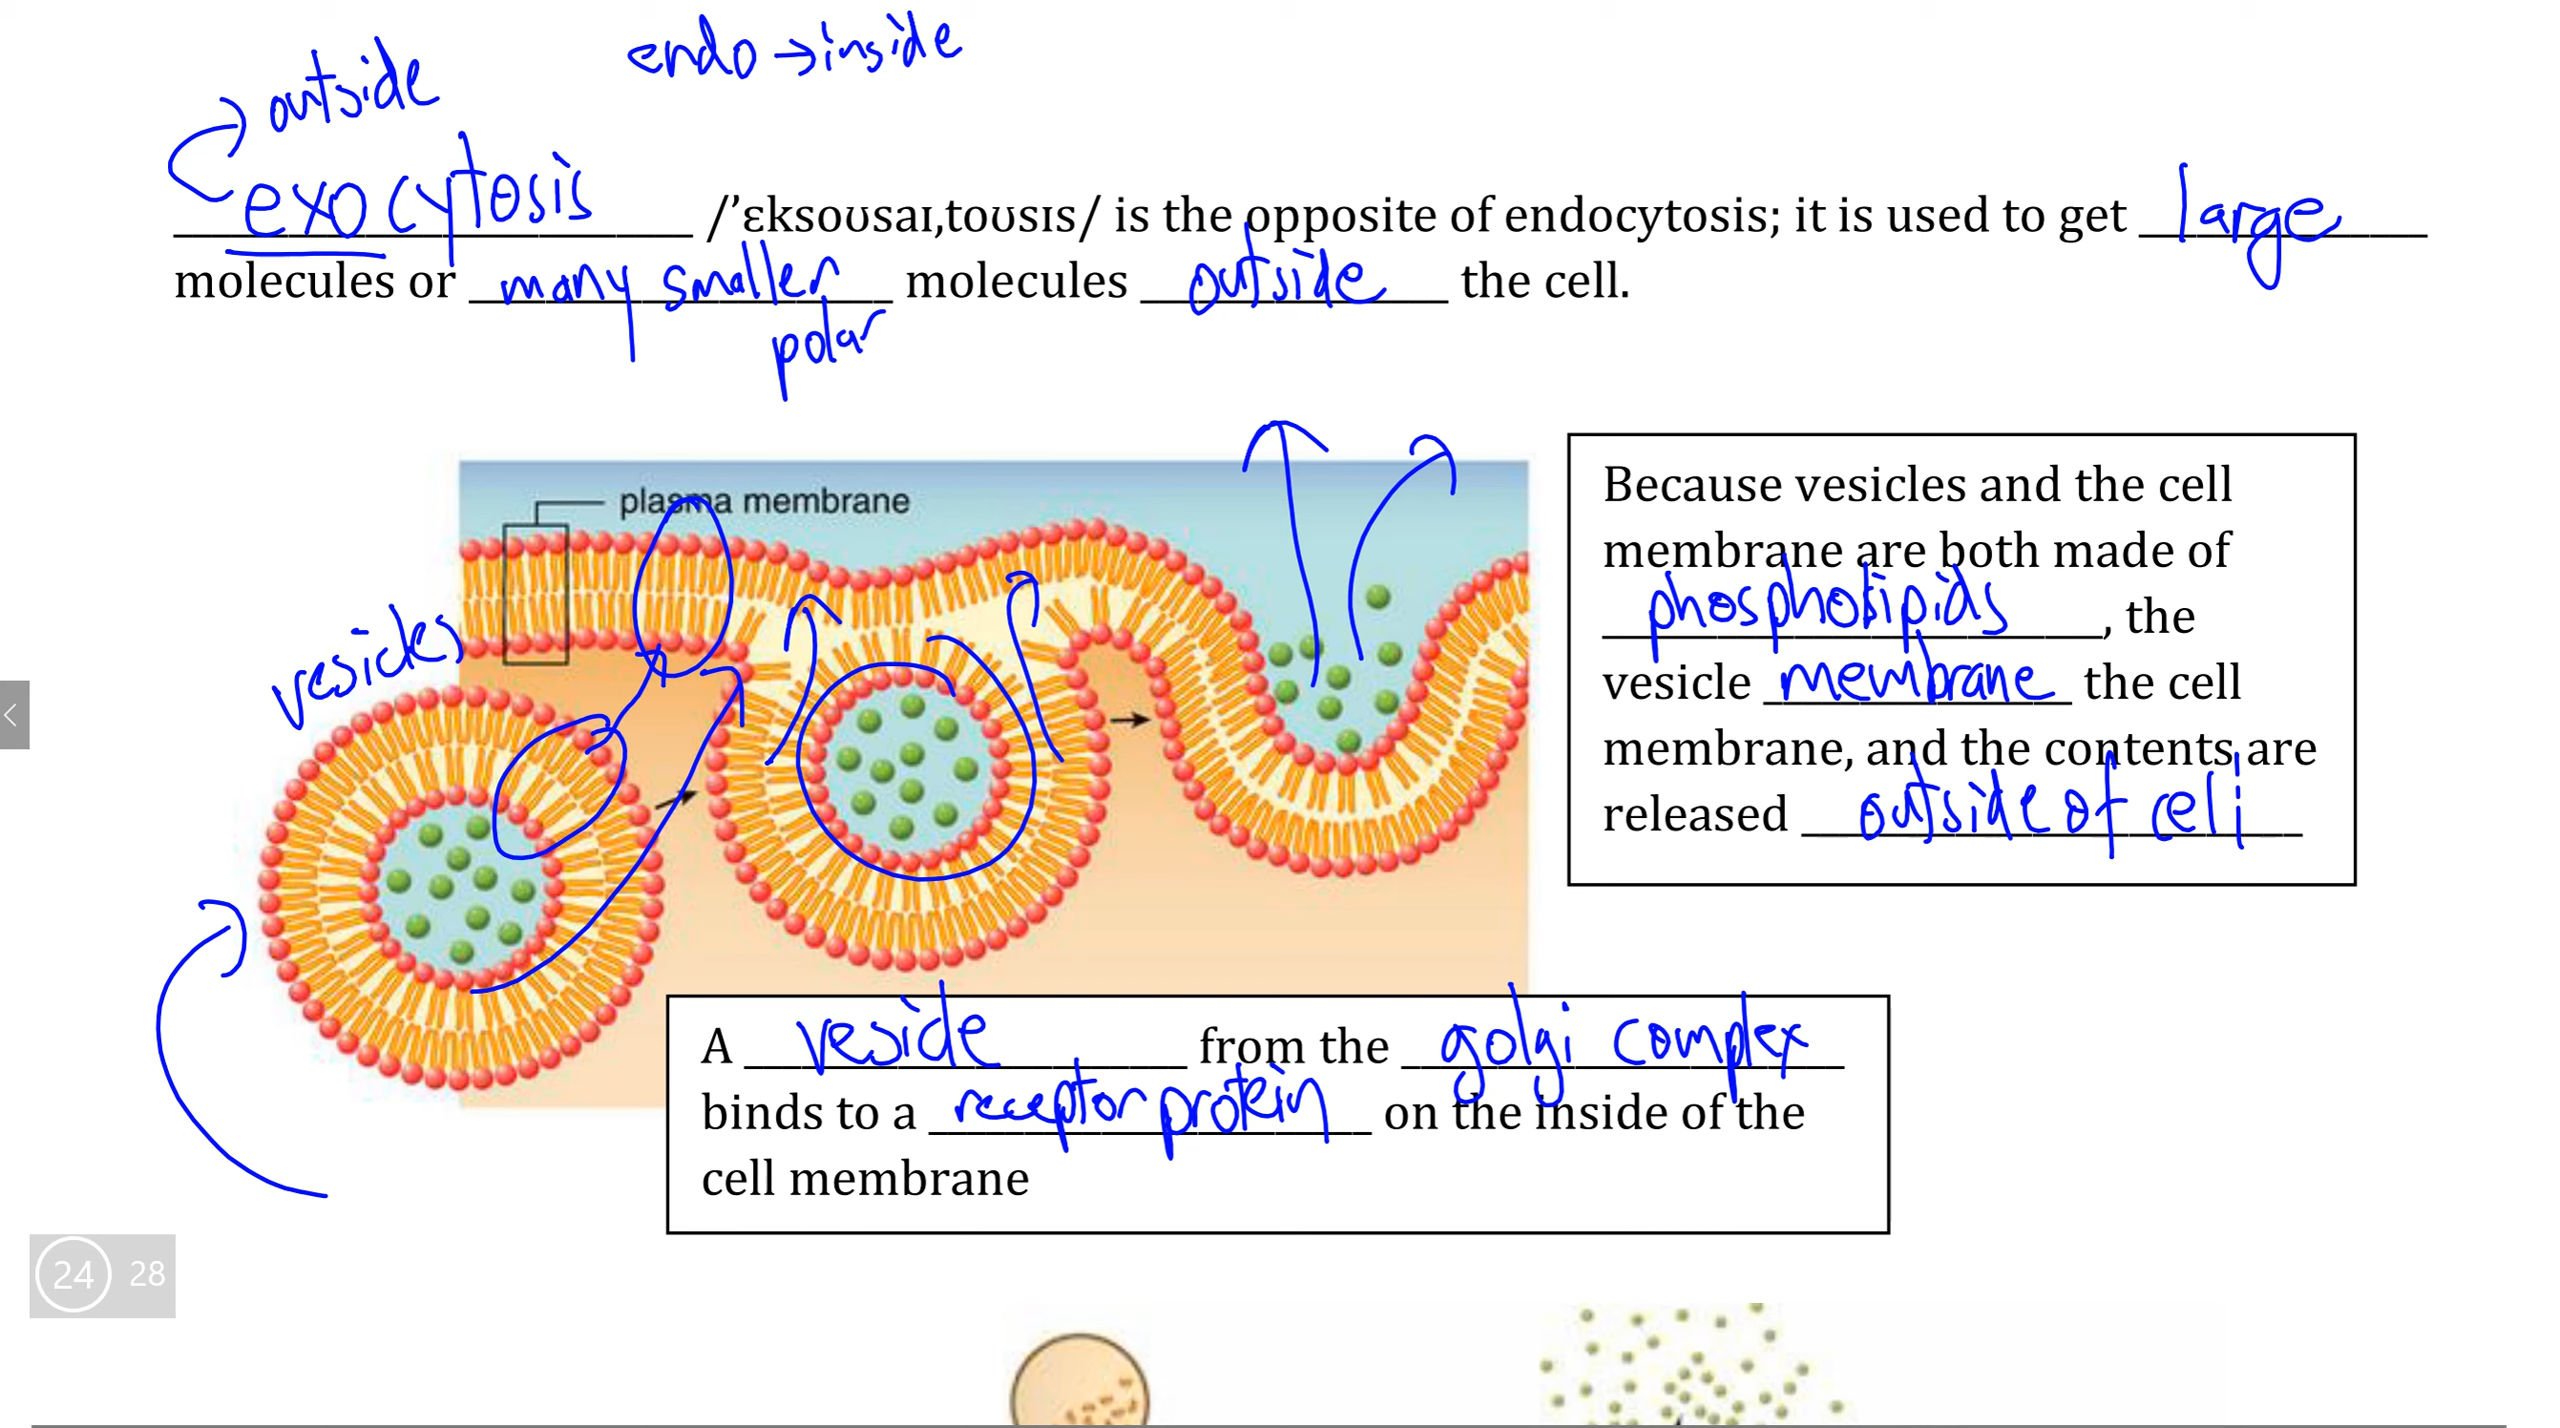 endo → inside
outside
exocytosis /’ɛksoʊsaɪ,toʊsɪs/ is the opposite of endocytosis; it is used to get large
molecules or many smaller molecules outside the cell.
polar
plasma membrane
vesicles
Because vesicles and the cell
membrane are both made of
phospholipids, the
vesicle membrane the cell
membrane, and the contents are
released outside of cell
A vesicle from the golgi complex
binds to a receptor protein on the inside of the
cell membrane
24 28